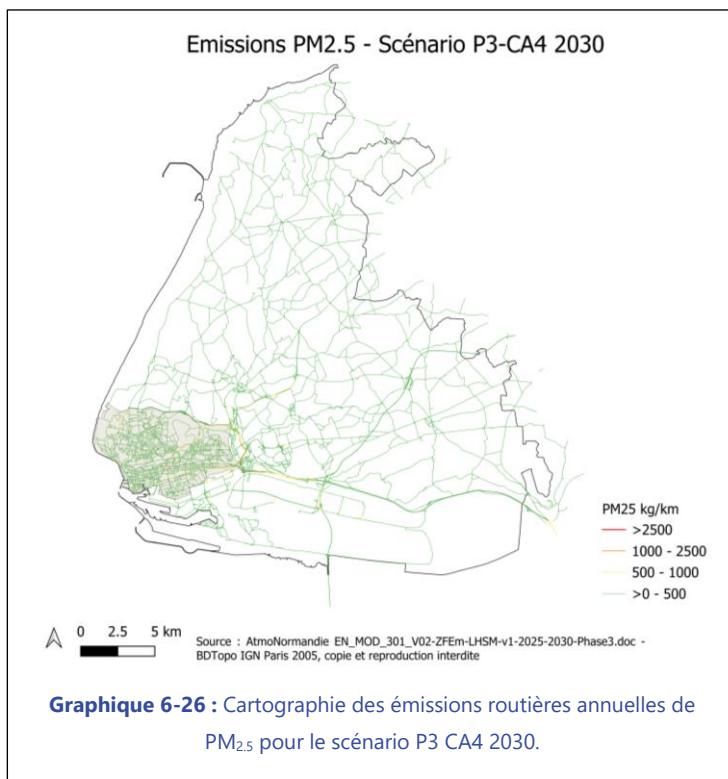 Emissions PM2.5 - Scénario P3-CA4 2030
PM25 kg/km
>2500
1000 - 2500
500 - 1000
>0 - 500
0 2.5 5 km
Source : AtmoNormandie EN_MOD_301_V02-ZFEm-LHSM-v1-2025-2030-Phase3.doc -
BDTopo IGN Paris 2005, copie et reproduction interdite
Graphique 6-26 : Cartographie des émissions routières annuelles de
PM2.5 pour le scénario P3 CA4 2030.